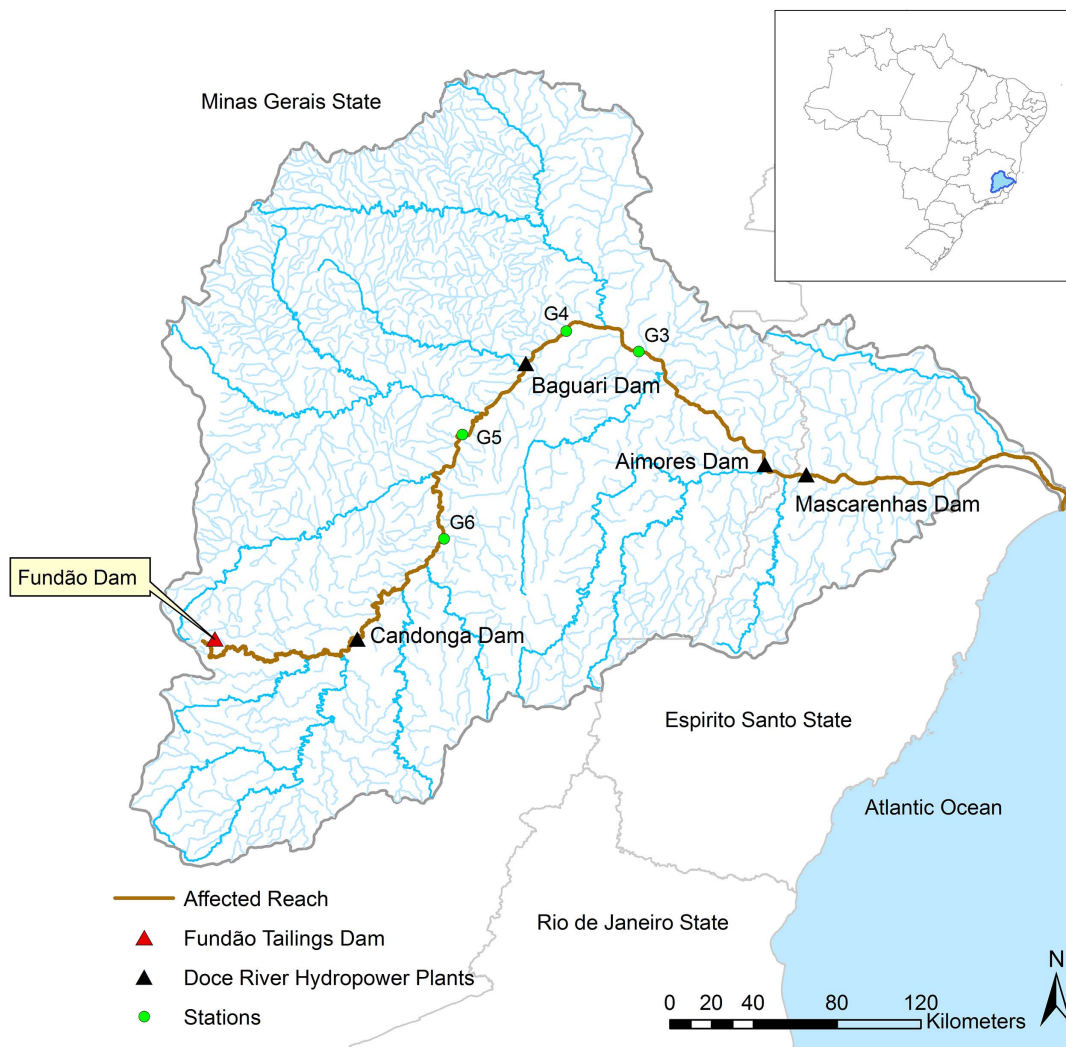 Minas Gerais State
G4
G3
Baguari Dam
G5
Aimores Dam
Mascarenhas Dam
G6
Fundão Dam
Candonga Dam
Espirito Santo State
Atlantic Ocean
Rio de Janeiro State
Affected Reach
Fundão Tailings Dam
Doce River Hydropower Plants
Stations
N
0 20 40 80 120
Kilometers